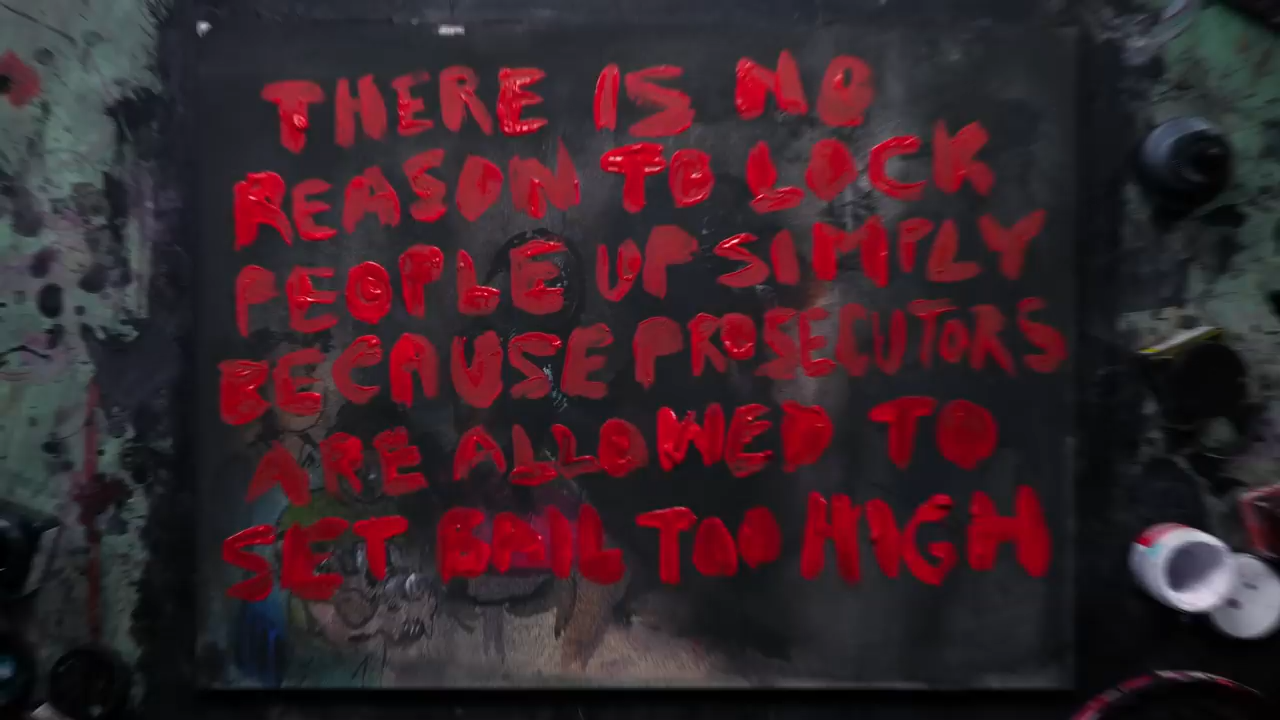 THERE IS NO
REASON TO LOCK
PEOPLE UP SIMPLY
BECAUSE PROSECUTORS
ARE ALLOWED TO
SET BAIL TOO HIGH